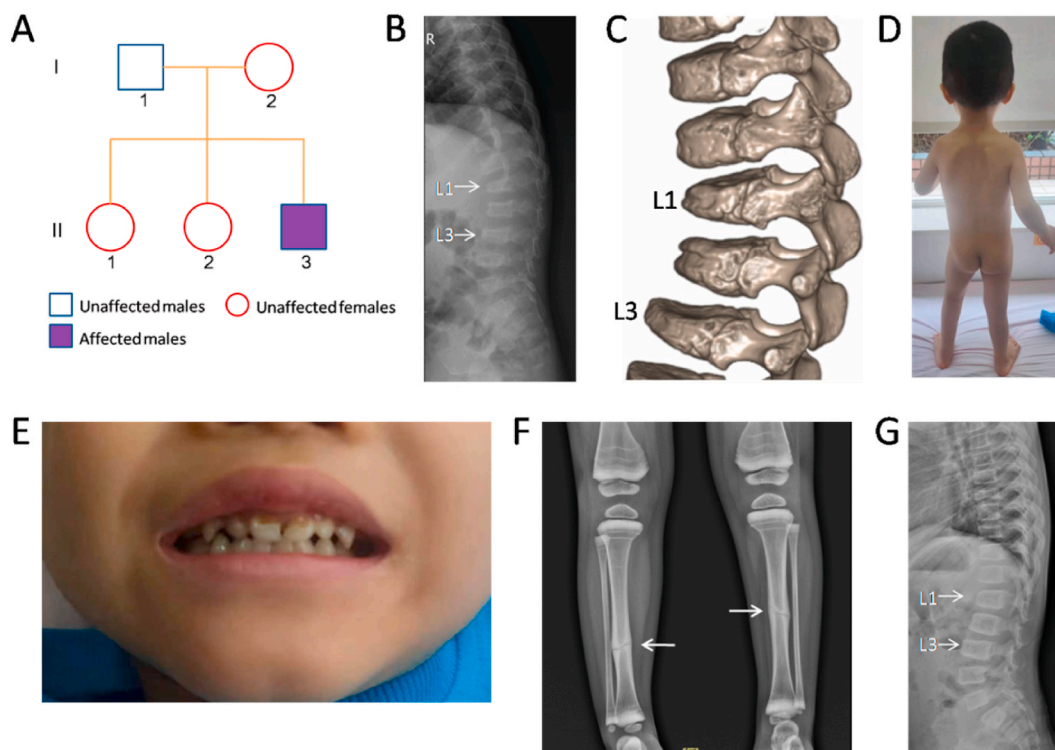 A
I
1
2
II
1
2
3
Unaffected males
Unaffected females
Affected males
B
R
L1
L3
C
L1
L3
D
E
F
G
L1
L3